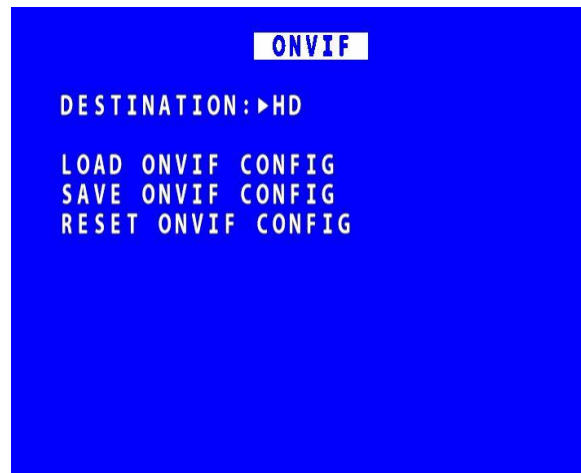 ONVIF
DESTINATION:▶HD
LOAD ONVIF CONFIG
SAVE ONVIF CONFIG
RESET ONVIF CONFIG